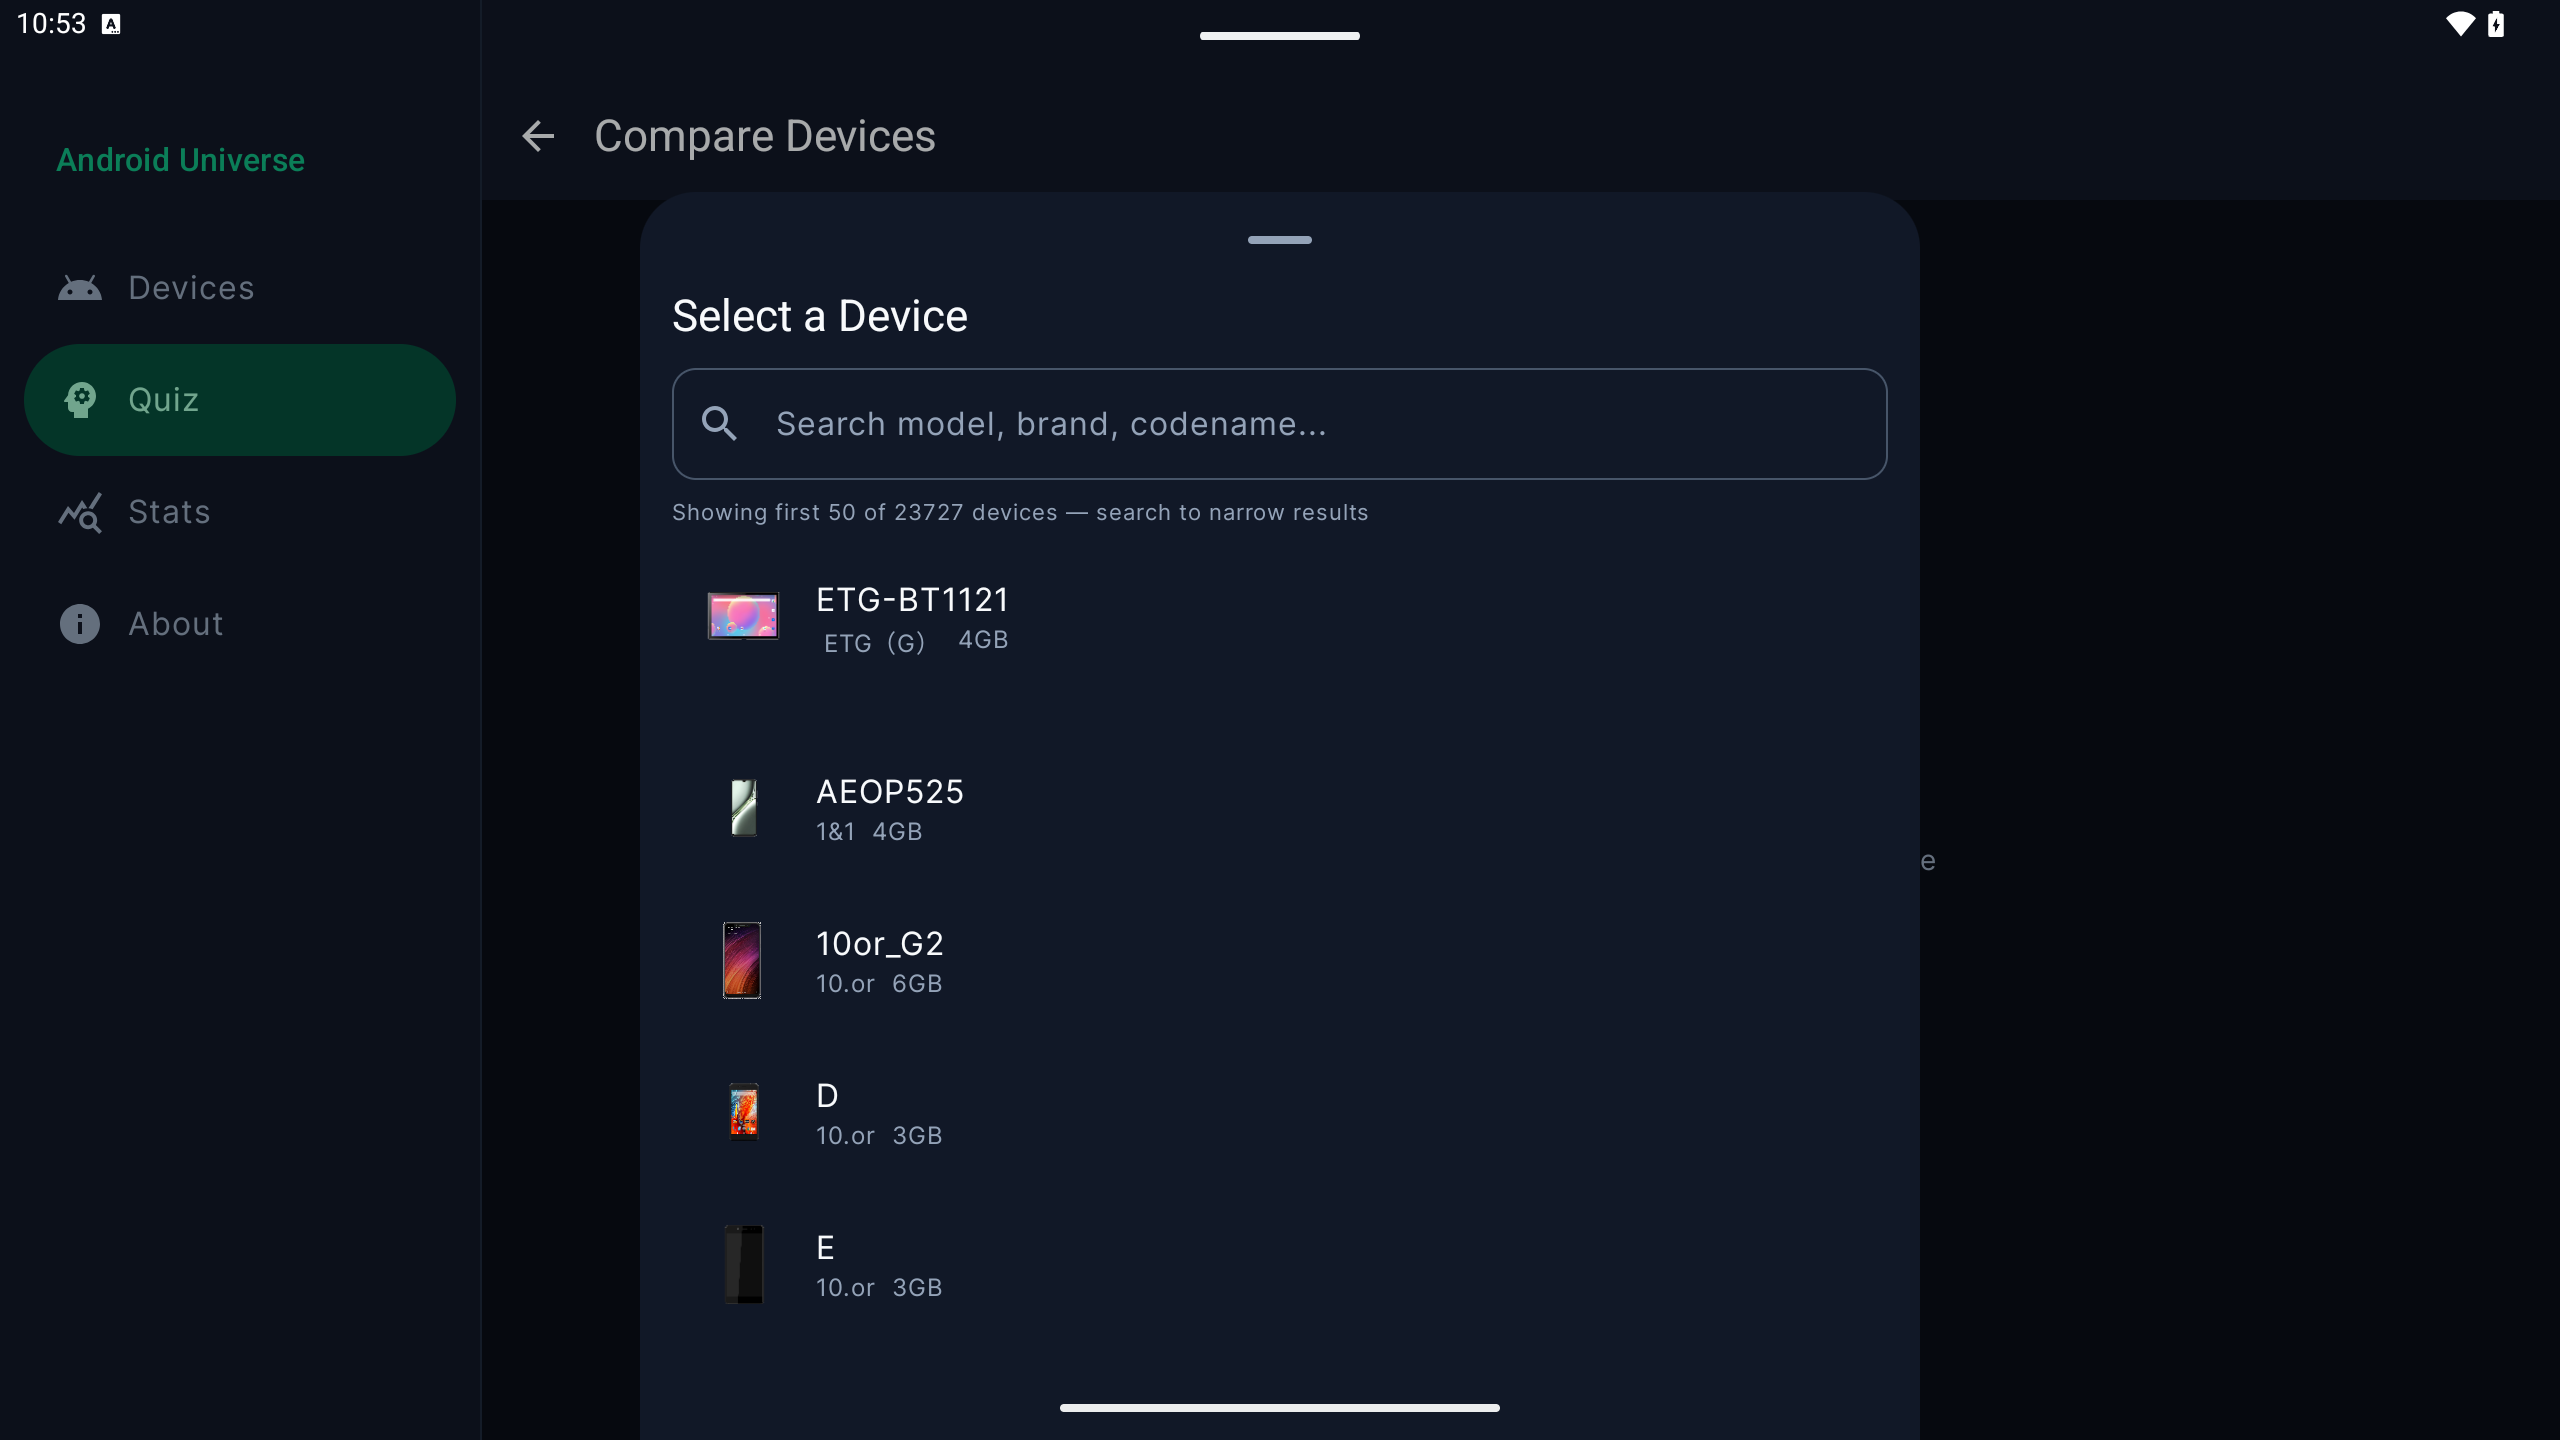 10:53
Android Universe
Devices
Quiz
Stats
About
Compare Devices
Select a Device
Search model, brand, codename...
Showing first 50 of 23727 devices — search to narrow results
ETG-BT1121
ETG（G） 4GB
AEOP525
1&1 4GB
e
10or_G2
10.or 6GB
D
10.or 3GB
E
10.or 3GB